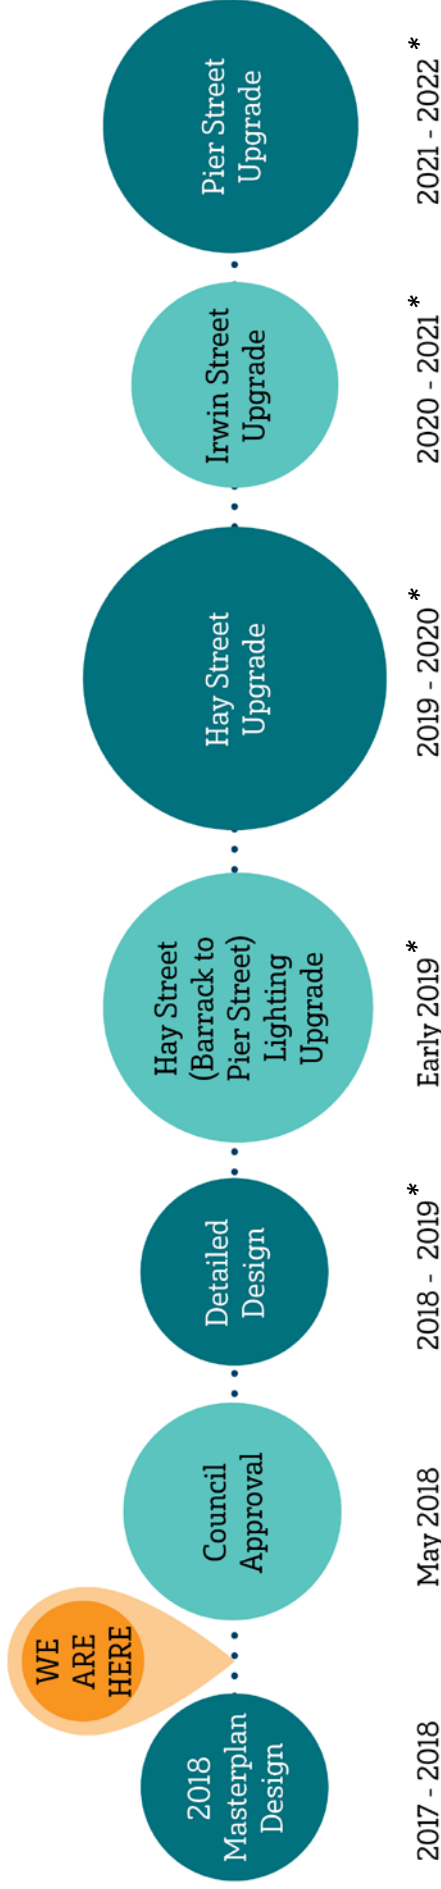 WE
ARE
HERE
2018
Masterplan
Design
Council
Approval
Detailed
Design
Hay Street
(Barrack to
Pier Street)
Lighting
Upgrade
Hay Street
Upgrade
Irwin Street
Upgrade
Pier Street
Upgrade
2017 - 2018
May 2018
2018 - 2019*
Early 2019*
2019 - 2020*
2020 - 2021*
2021 - 2022*